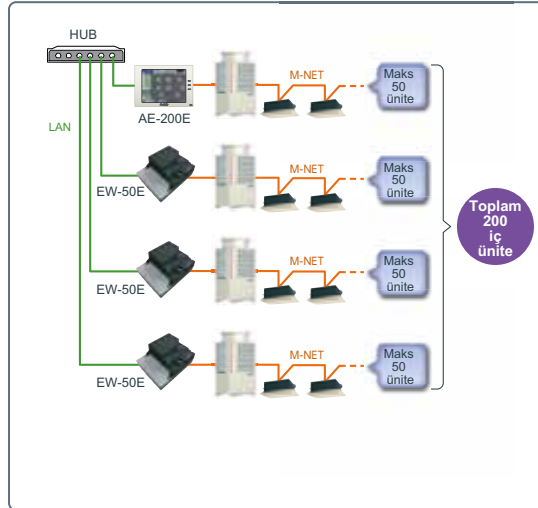 HUB
LAN
AE-200E
M-NET
Maks
50
ünite
EW-50E
M-NET
Maks
50
ünite
EW-50E
M-NET
Maks
50
ünite
EW-50E
M-NET
Maks
50
ünite
Toplam
200
iç
ünite